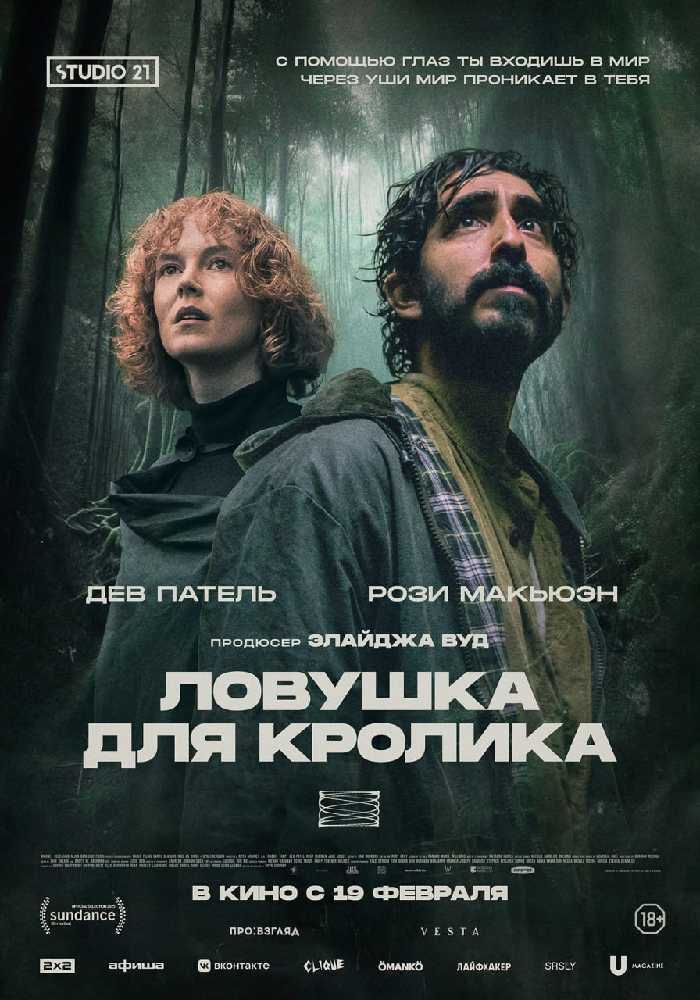 STUDIO 21
С ПОМОЩЬЮ ГЛАЗ ТЫ ВХОДИШЬ В МИР
ЧЕРЕЗ УШИ МИР ПРОНИКАЕТ В ТЕБЯ
ДЕВ ПАТЕЛЬ РОЗИ МАКЬЮЭН
ПРОДЮСЕР ЭЛАЙДЖА ВУД
ЛОВУШКА
ДЛЯ КРОЛИКА
В КИНО С 19 ФЕВРАЛЯ
OFFICIAL SELECTION 2025
sundance
film festival
ПРО:ВЗГЛЯД VESTA
18+
2x2 афиша вконтакте CLIQUE ÖMANKÖ ЛАЙФХАКЕР SRSLY U MAGAZINE